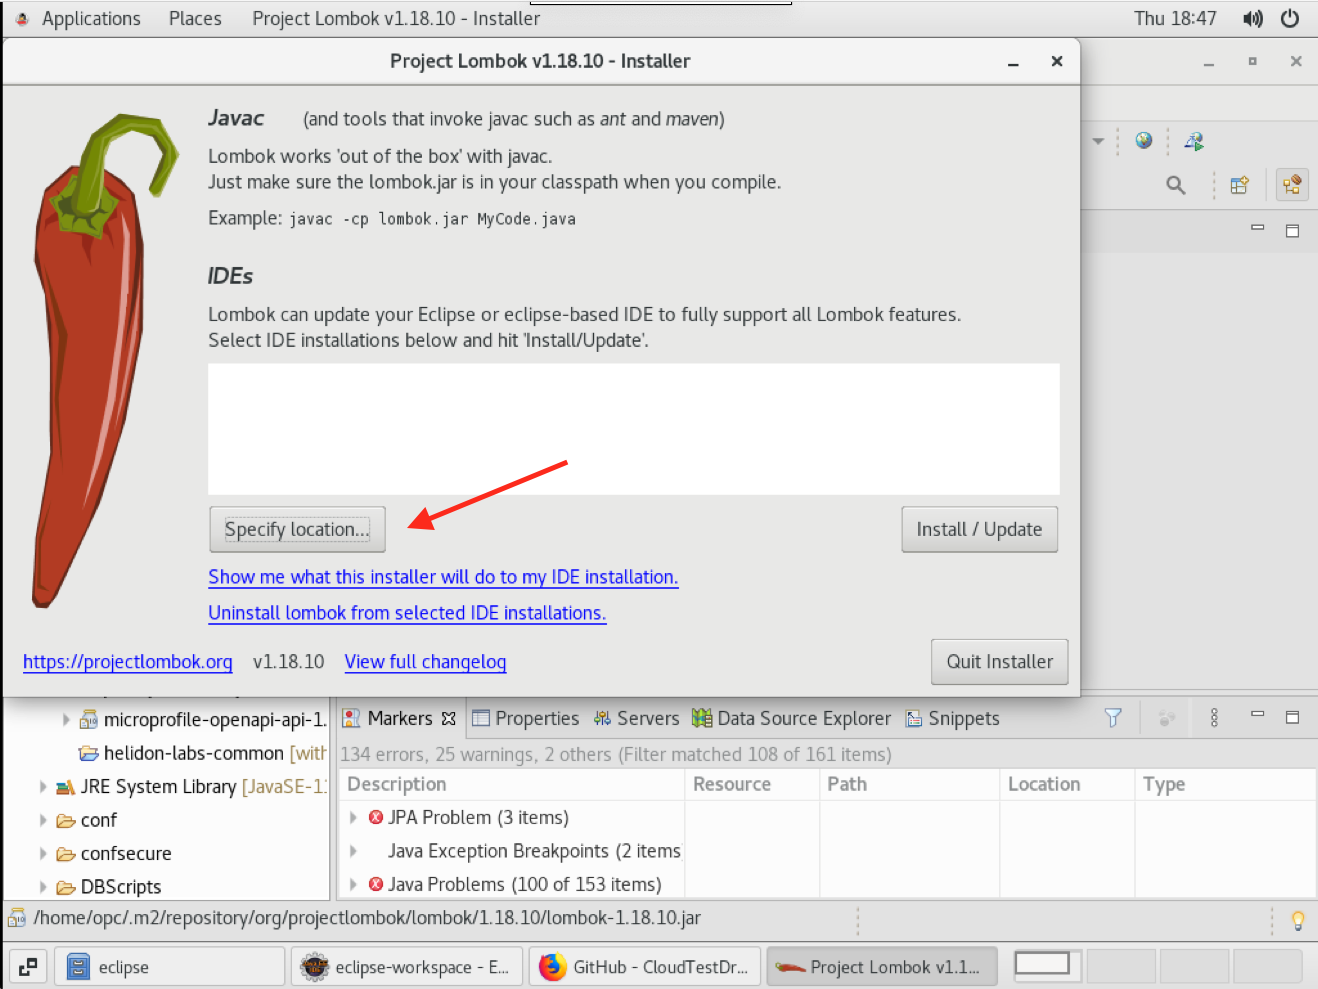 Applications Places Project Lombok v1.18.10 - Installer Thu 18:47
Project Lombok v1.18.10 - Installer
Javac (and tools that invoke javac such as ant and maven)
Lombok works 'out of the box' with javac.
Just make sure the lombok.jar is in your classpath when you compile.
Example: javac -cp lombok.jar MyCode.java
IDEs
Lombok can update your Eclipse or eclipse-based IDE to fully support all Lombok features.
Select IDE installations below and hit 'Install/Update'.
Specify location... Install / Update
Show me what this installer will do to my IDE installation.
Uninstall lombok from selected IDE installations.
https://projectlombok.org v1.18.10 View full changelog Quit Installer
microprofile-openapi-api-1.
helidon-labs-common [with
JRE System Library [JavaSE-1
conf
confsecure
DBScripts
Markers Properties Servers Data Source Explorer Snippets
134 errors, 25 warnings, 2 others (Filter matched 108 of 161 items)
Description Resource Path Location Type
JPA Problem (3 items)
Java Exception Breakpoints (2 items
Java Problems (100 of 153 items)
/home/opc/.m2/repository/org/projectlombok/lombok/1.18.10/lombok-1.18.10.jar
eclipse eclipse-workspace - E... GitHub - CloudTestDr... Project Lombok v1.1...